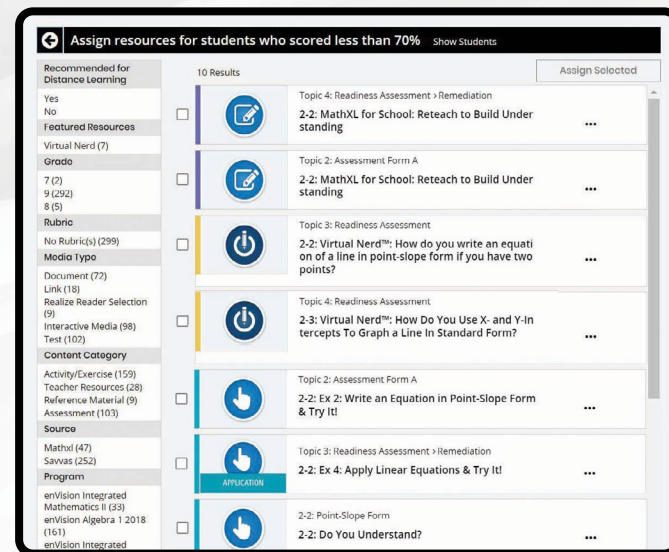 Assign resources for students who scored less than 70% Show Students
Recommended for
Distance Learning
Yes
No
Featured Resources
Virtual Nerd (7)
Grade
7 (2)
9 (292)
8 (5)
Rubric
No Rubric(s) (299)
Media Type
Document (72)
Link (18)
Realize Reader Selection
(9)
Interactive Media (98)
Test (102)
Content Category
Activity/Exercise (159)
Teacher Resources (28)
Reference Material (9)
Assessment (103)
Source
Mathxl (47)
Savvas (252)
Program
enVision Integrated
Mathematics II (33)
enVision Algebra 1 2018
(161)
enVision Integrated
10 Results
Assign Selected
Topic 4: Readiness Assessment › Remediation
2-2: MathXL for School: Reteach to Build Under
standing
...
Topic 2: Assessment Form A
2-2: MathXL for School: Reteach to Build Under
standing
...
Topic 3: Readiness Assessment
2-2: Virtual Nerd™: How do you write an equati
on of a line in point-slope form if you have two
points?
...
Topic 4: Readiness Assessment
2-3: Virtual Nerd™: How Do You Use X- and Y-In
tercepts To Graph a Line In Standard Form?
...
Topic 2: Assessment Form A
2-2: Ex 2: Write an Equation in Point-Slope Form
& Try It!
...
APPLICATION
Topic 3: Readiness Assessment › Remediation
2-2: Ex 4: Apply Linear Equations & Try It!
...
2-2: Point-Slope Form
2-2: Do You Understand?
...